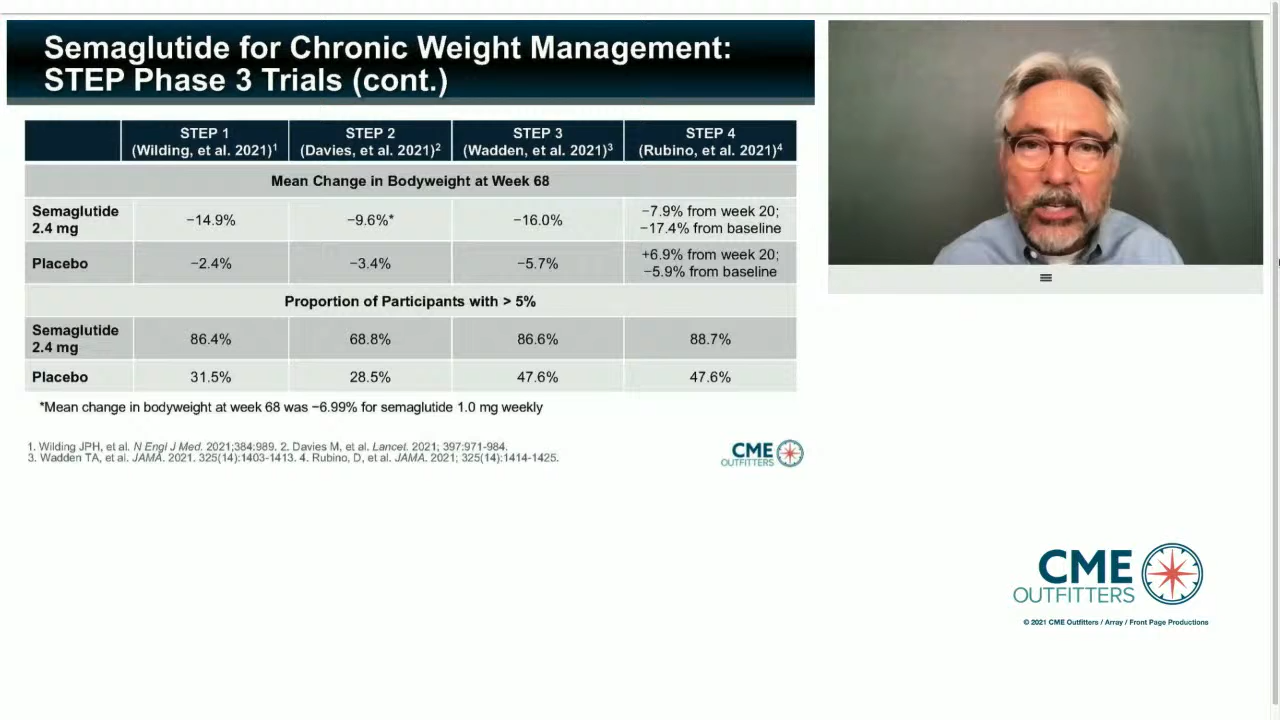 Semaglutide for Chronic Weight Management:
STEP Phase 3 Trials (cont.)
STEP 1 STEP 2 STEP 3 STEP 4
(Wilding, et al. 2021)¹ (Davies, et al. 2021)² (Wadden, et al. 2021)³ (Rubino, et al. 2021)⁴
Mean Change in Bodyweight at Week 68
Semaglutide 2.4 mg −14.9% −9.6%* −16.0% −7.9% from week 20; −17.4% from baseline
Placebo −2.4% −3.4% −5.7% +6.9% from week 20; −5.9% from baseline
Proportion of Participants with > 5%
Semaglutide 2.4 mg 86.4% 68.8% 86.6% 88.7%
Placebo 31.5% 28.5% 47.6% 47.6%
*Mean change in bodyweight at week 68 was −6.99% for semaglutide 1.0 mg weekly
1. Wilding JPH, et al. N Engl J Med. 2021;384:989. 2. Davies M, et al. Lancel. 2021; 397:971-984.
3. Wadden TA, et al. JAMA. 2021. 325(14):1403-1413. 4. Rubino, D, et al. JAMA. 2021; 325(14):1414-1425.
CME
OUTFITTERS
CME
OUTFITTERS
© 2021 CME Outfitters / Array / Front Page Productions